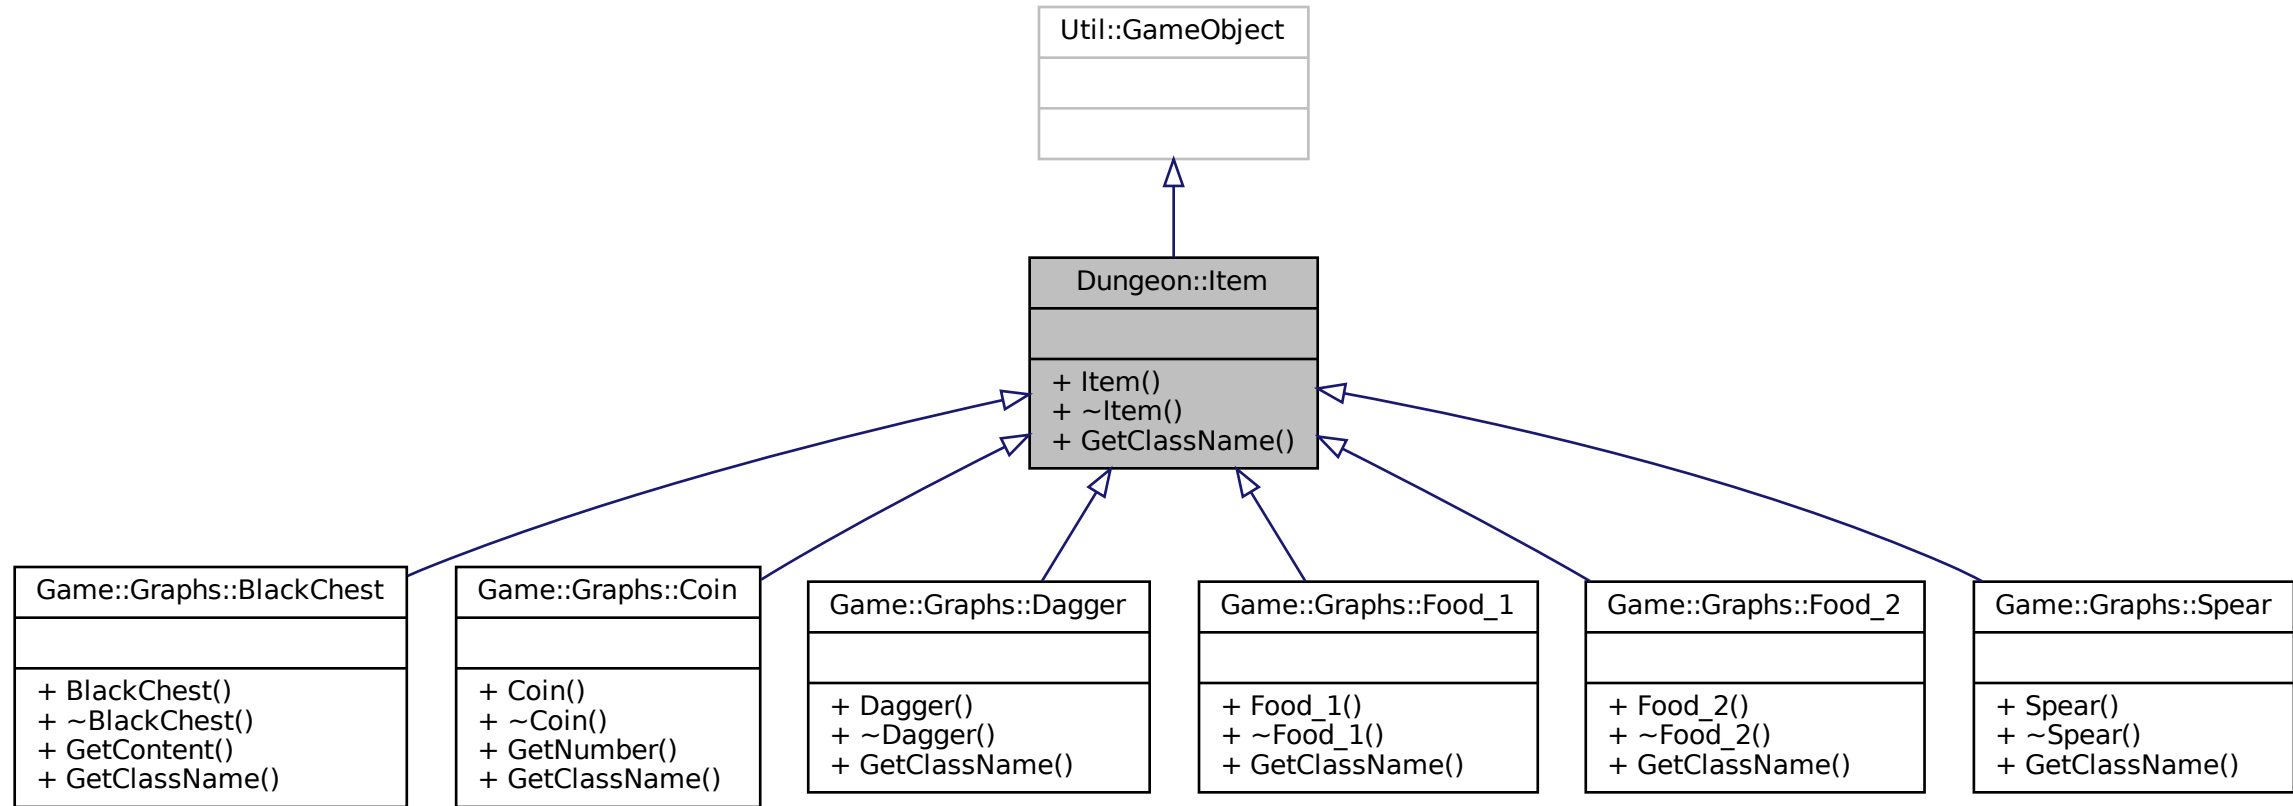 Util::GameObject
Dungeon::Item
+ Item()
+ ~Item()
+ GetClassName()
Game::Graphs::BlackChest
+ BlackChest()
+ ~BlackChest()
+ GetContent()
+ GetClassName()
Game::Graphs::Coin
+ Coin()
+ ~Coin()
+ GetNumber()
+ GetClassName()
Game::Graphs::Dagger
+ Dagger()
+ ~Dagger()
+ GetClassName()
Game::Graphs::Food_1
+ Food_1()
+ ~Food_1()
+ GetClassName()
Game::Graphs::Food_2
+ Food_2()
+ ~Food_2()
+ GetClassName()
Game::Graphs::Spear
+ Spear()
+ ~Spear()
+ GetClassName()